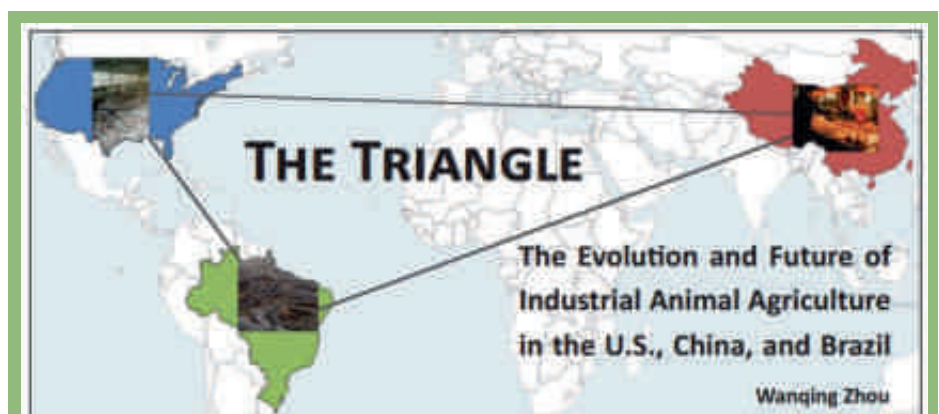 THE TRIANGLE
The Evolution and Future of
Industrial Animal Agriculture
in the U.S., China, and Brazil
Wanqing Zhou